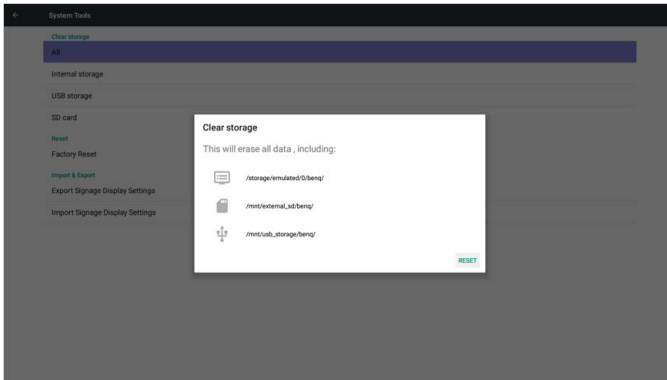 System Tools
Clear storage
All
Internal storage
USB storage
SD card
Reset
Factory Reset
Import & Export
Export Signage Display Settings
Import Signage Display Settings
Clear storage
This will erase all data , including:
/storage/emulated/0/benq/
/mnt/external_sd/benq/
/mnt/usb_storage/benq/
RESET